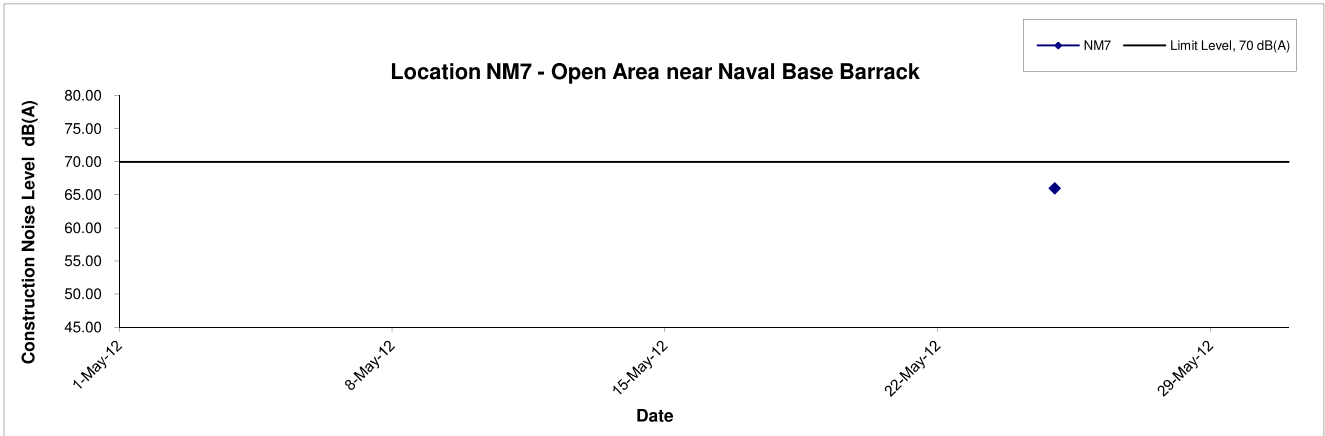 NM7 Limit Level, 70 dB(A)
Location NM7 - Open Area near Naval Base Barrack
Construction Noise Level dB(A)
80.00
75.00
70.00
65.00
60.00
55.00
50.00
45.00
1-May-12 8-May-12 15-May-12 22-May-12 29-May-12
Date